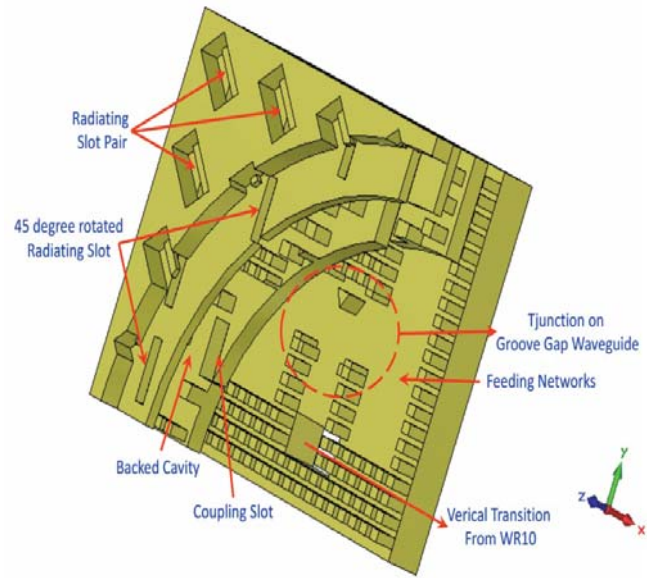 Radiating
Slot Pair
45 degree rotated
Radiating Slot
Tjunction on
Groove Gap Waveguide
Feeding Networks
Backed Cavity
Coupling Slot
Verical Transition
From WR10
y
z
x